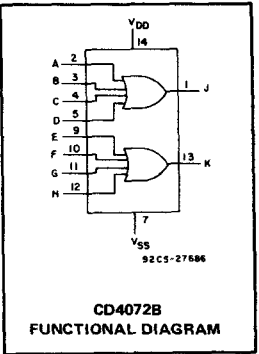 VDD
14
A 2
B 3
C 4
D 5
1 J
E 9
F 10
G 11
H 12
13 K
7
VSS
92CS-27686
CD4072B
FUNCTIONAL DIAGRAM